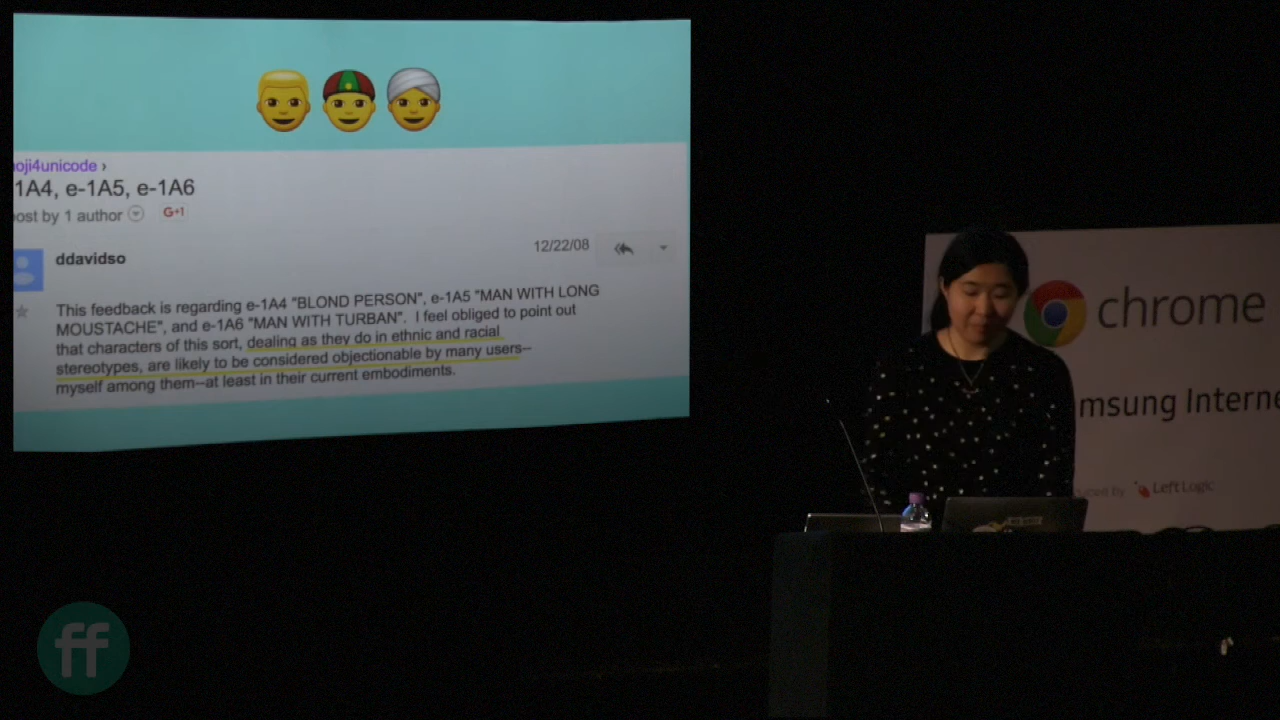 oji4unicode ›
1A4, e-1A5, e-1A6
ost by 1 author
G+1
ddavidso
12/22/08
This feedback is regarding e-1A4 "BLOND PERSON", e-1A5 "MAN WITH LONG
MOUSTACHE", and e-1A6 "MAN WITH TURBAN". I feel obliged to point out
that characters of this sort, dealing as they do in ethnic and racial
stereotypes, are likely to be considered objectionable by many users--
myself among them--at least in their current embodiments.
chrome
msung Interne
by
Left Logic
ff